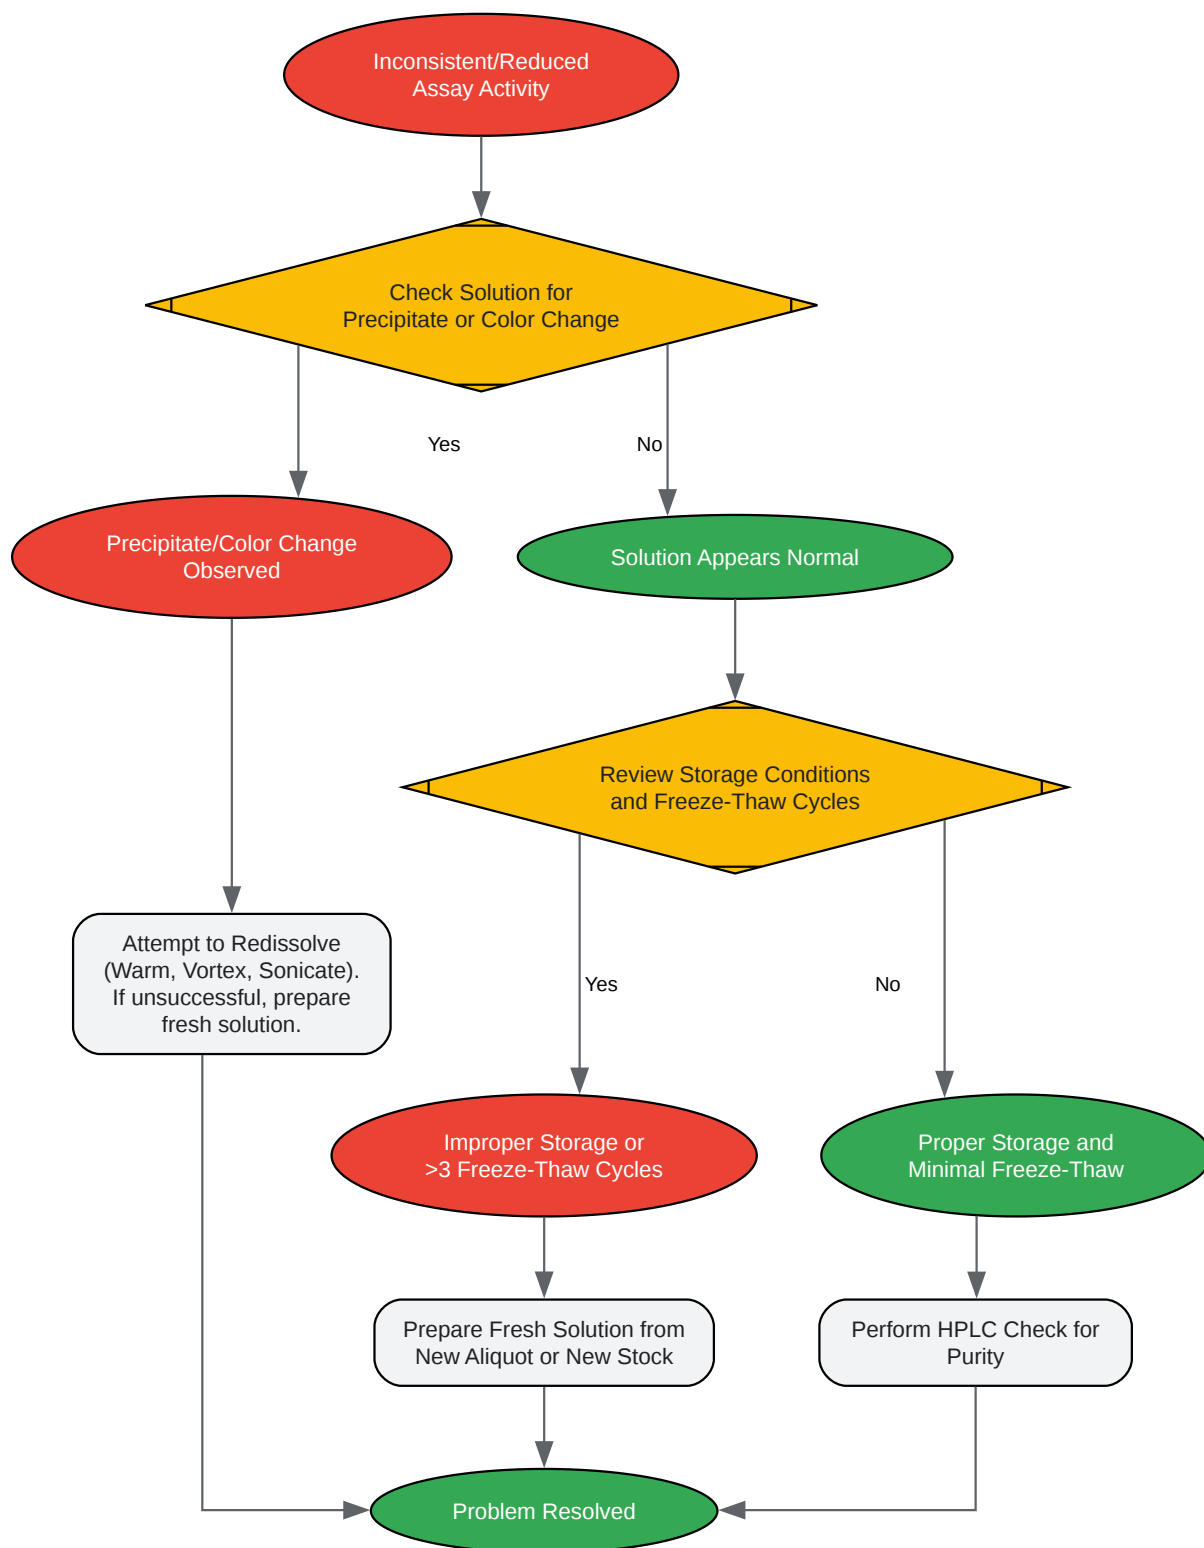 Inconsistent/Reduced
Assay Activity
Check Solution for
Precipitate or Color Change
Yes
No
Precipitate/Color Change
Observed
Solution Appears Normal
Review Storage Conditions
and Freeze-Thaw Cycles
Attempt to Redissolve
(Warm, Vortex, Sonicate).
If unsuccessful, prepare
fresh solution.
Yes
No
Improper Storage or
>3 Freeze-Thaw Cycles
Proper Storage and
Minimal Freeze-Thaw
Prepare Fresh Solution from
New Aliquot or New Stock
Perform HPLC Check for
Purity
Problem Resolved